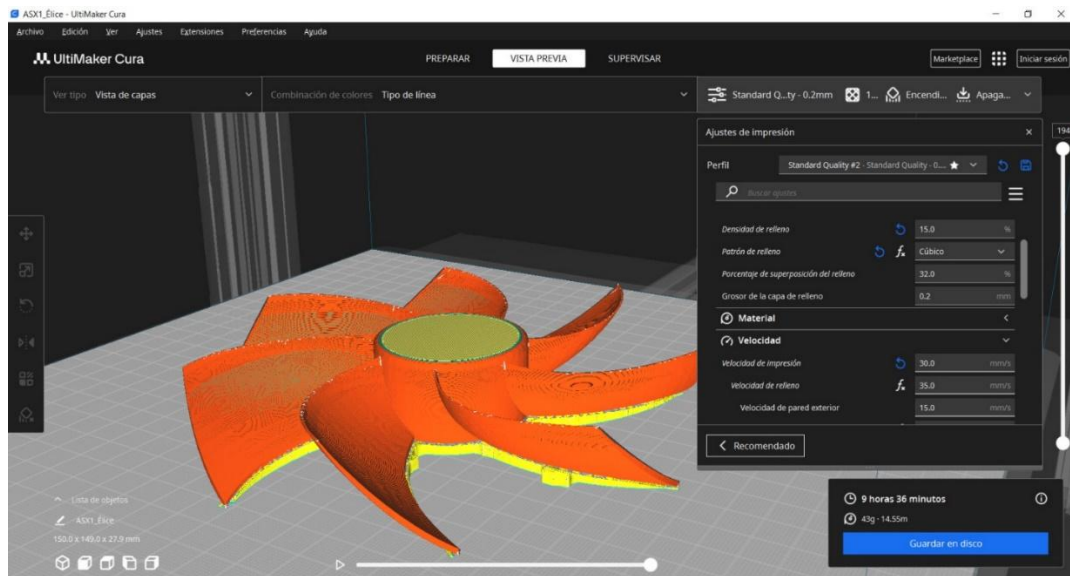 ASX1_Élice - UltiMaker Cura
Archivo Edición Ver Ajustes Extensiones Preferencias Ayuda
UltiMaker Cura
PREPARAR VISTA PREVIA SUPERVISAR
Marketplace Iniciar sesión
Ver tipo Vista de capas
Combinación de colores Tipo de línea
Standard Q...ty - 0.2mm 1... Encendi... Apaga...
Ajustes de impresión
194
Perfil Standard Quality #2 - Standard Quality - 0....
Buscar ajustes
Densidad de relleno 15.0 %
Patrón de relleno Cúbico
Porcentaje de superposición del relleno 32.0 %
Grosor de la capa de relleno 0.2 mm
Material
Velocidad
Velocidad de impresión 30.0 mm/s
Velocidad de relleno 35.0 mm/s
Velocidad de pared exterior 15.0 mm/s
Recomendado
Lista de objetos
ASX1_Élice
150.0 x 149.0 x 27.9 mm
9 horas 36 minutos
43g · 14.55m
Guardar en disco